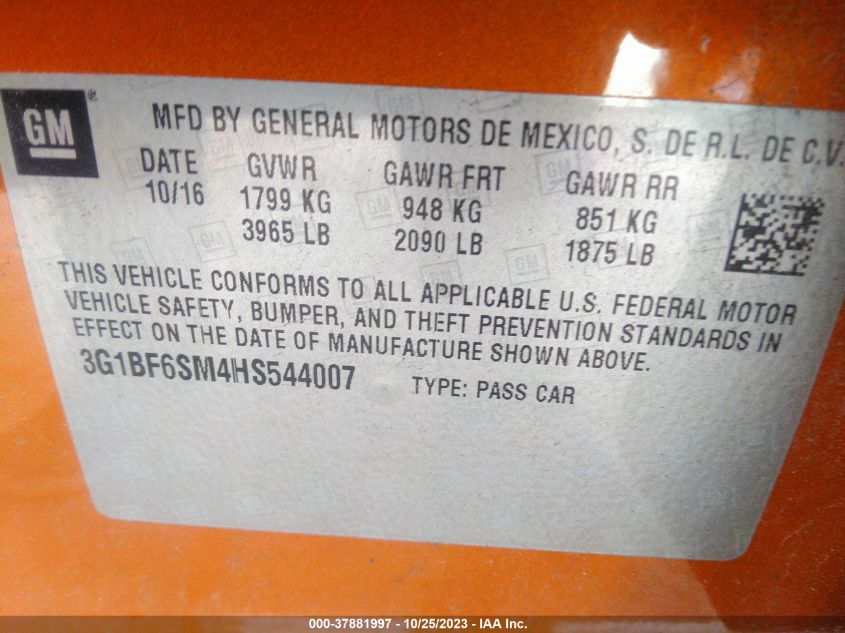 GM ®
MFD BY GENERAL MOTORS DE MEXICO, S. DE R.L. DE C.V.
DATE GVWR GAWR FRT GAWR RR
10/16 1799 KG 948 KG 851 KG
3965 LB 2090 LB 1875 LB
THIS VEHICLE CONFORMS TO ALL APPLICABLE U.S. FEDERAL MOTOR
VEHICLE SAFETY, BUMPER, AND THEFT PREVENTION STANDARDS IN
EFFECT ON THE DATE OF MANUFACTURE SHOWN ABOVE.
3G1BF6SM4HS544007 TYPE: PASS CAR
000-37881997 - 10/25/2023 - IAA Inc.